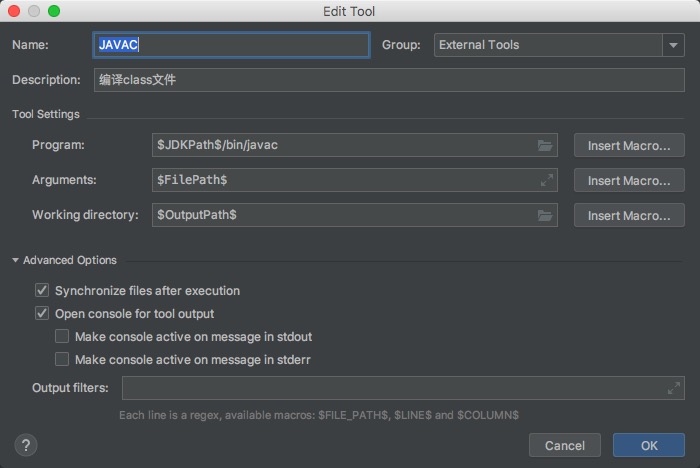 Edit Tool
Name: JAVAC Group: External Tools
Description: 编译class文件
Tool Settings
Program: $JDKPath$/bin/javac Insert Macro...
Arguments: $FilePath$ Insert Macro...
Working directory: $OutputPath$ Insert Macro...
Advanced Options
Synchronize files after execution
Open console for tool output
Make console active on message in stdout
Make console active on message in stderr
Output filters:
Each line is a regex, available macros: $FILE_PATH$, $LINE$ and $COLUMN$
? Cancel OK